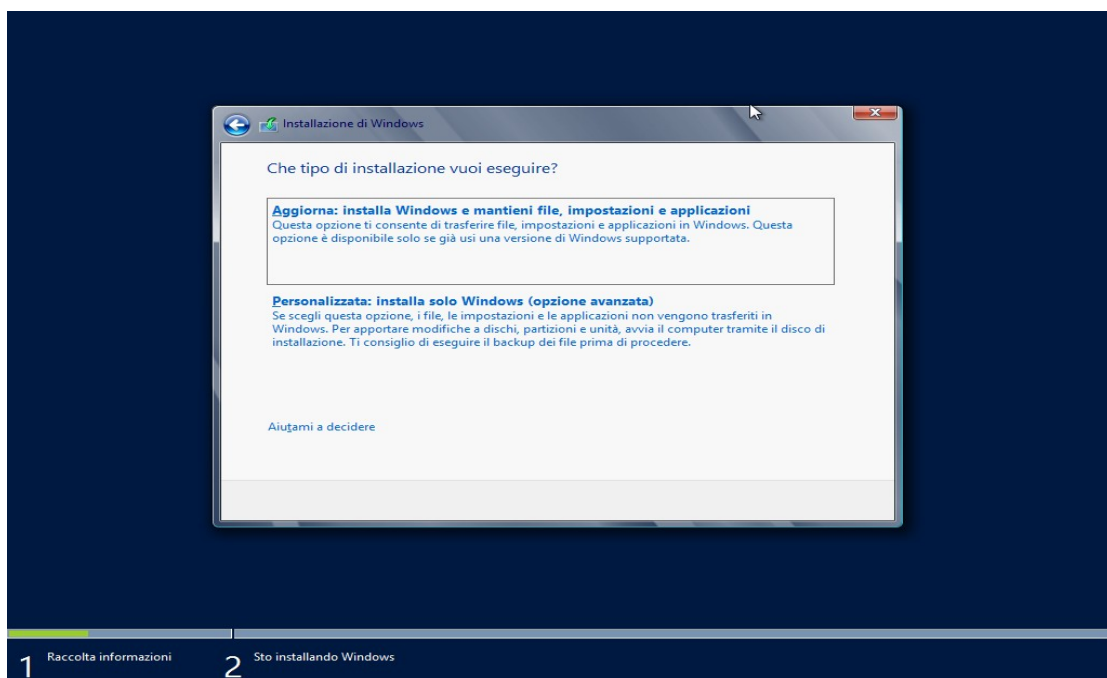 Installazione di Windows
Che tipo di installazione vuoi eseguire?
Aggiorna: installa Windows e mantieni file, impostazioni e applicazioni
Questa opzione ti consente di trasferire file, impostazioni e applicazioni in Windows. Questa
opzione è disponibile solo se già usi una versione di Windows supportata.
Personalizzata: installa solo Windows (opzione avanzata)
Se scegli questa opzione, i file, le impostazioni e le applicazioni non vengono trasferiti in
Windows. Per apportare modifiche a dischi, partizioni e unità, avvia il computer tramite il disco di
installazione. Ti consiglio di eseguire il backup dei file prima di procedere.
Aiutami a decidere
1 Raccolta informazioni
2 Sto installando Windows